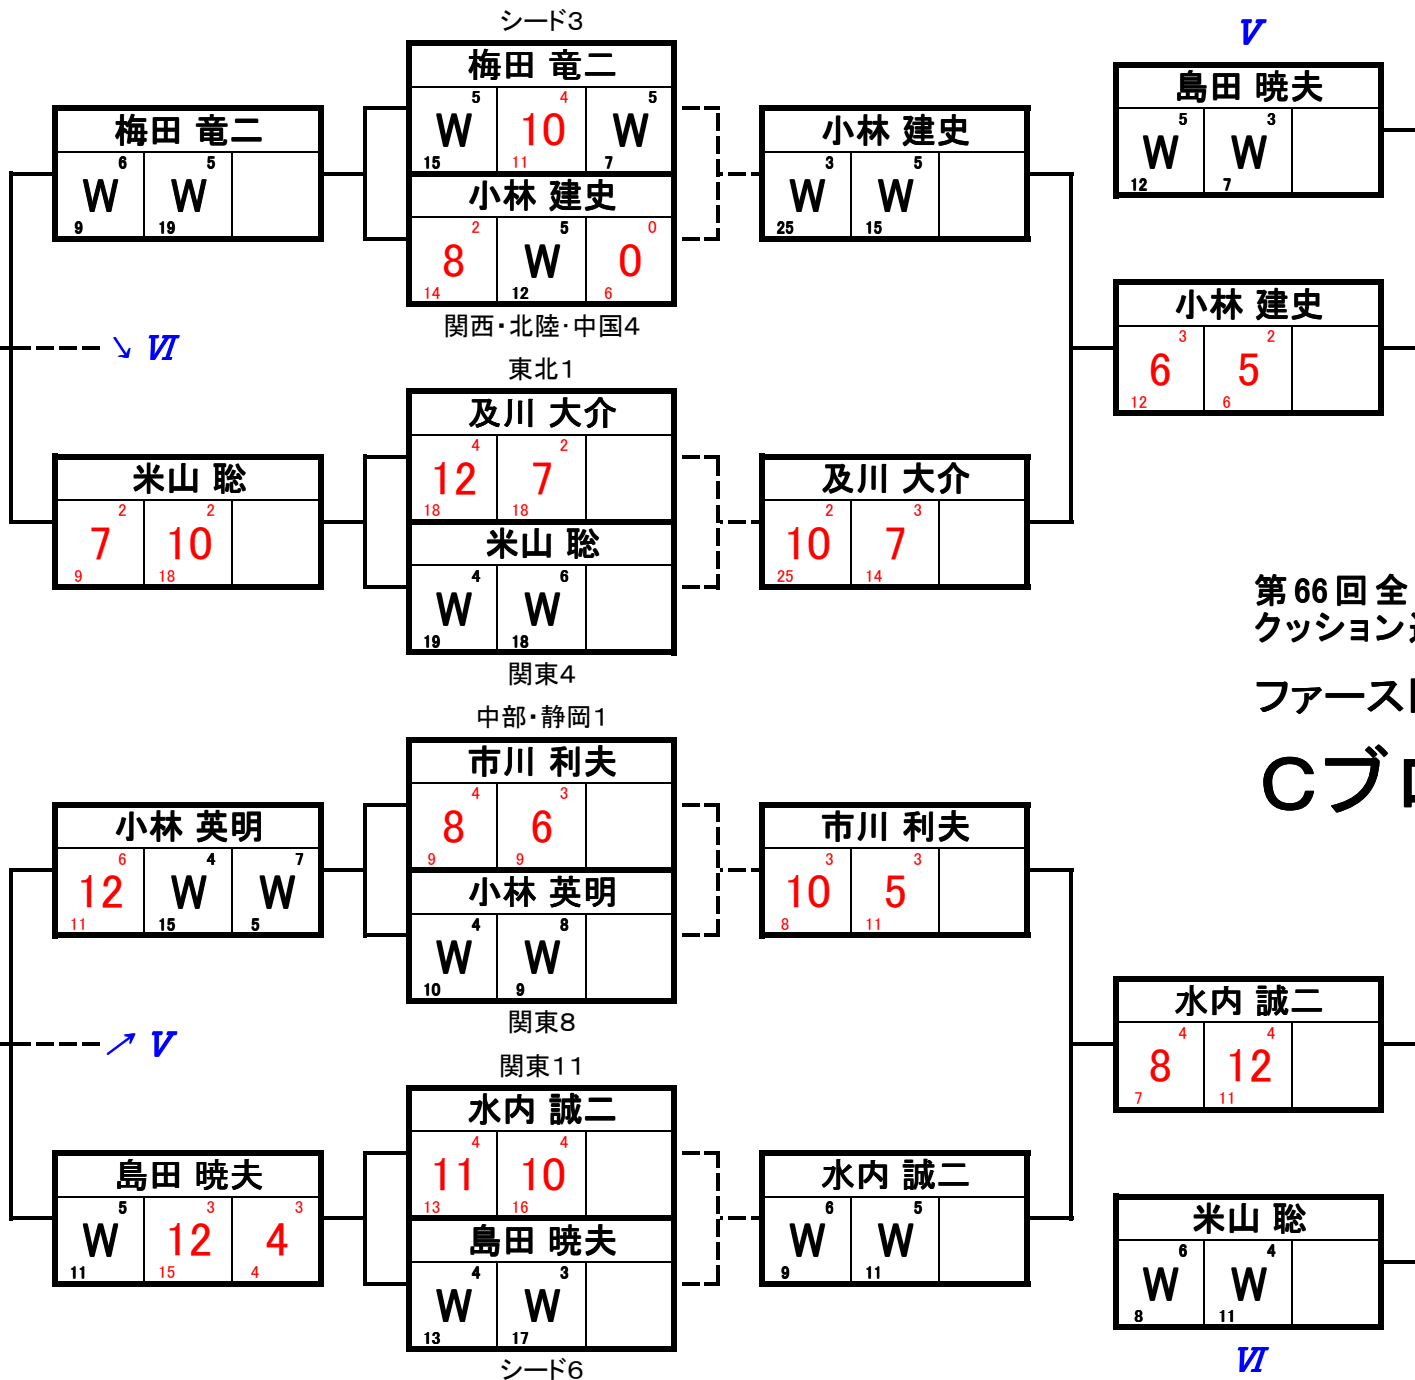 シード3
梅田 竜二
5 4 5
W 10 W
15 11 7
小林 建史
2 5 0
8 W 0
14 12 6
関西・北陸・中国4
梅田 竜二
6 5
W W
9 19
↘ Ⅵ
東北1
及川 大介
4 2
12 7
18 18
米山 聡
4 6
W W
19 18
関東4
米山 聡
2 2
7 10
9 18
中部・静岡1
市川 利夫
4 3
8 6
9 9
小林 英明
4 8
W W
10 9
関東8
小林 英明
6 4 7
12 W W
11 15 5
↗ Ⅴ
関東11
水内 誠二
4 4
11 10
13 16
島田 暁夫
4 3
W W
13 17
シード6
島田 暁夫
5 3 3
W 12 4
11 15 4
小林 建史
3 5
W W
25 15
及川 大介
2 3
10 7
25 14
市川 利夫
3 3
10 5
8 11
水内 誠二
6 5
W W
9 11
Ⅴ
島田 暁夫
5 3
W W
12 7
小林 建史
3 2
6 5
12 6
第66回 全
クッション
ファース
Cブ
水内 誠二
4 4
8 12
7 11
米山 聡
6 4
W W
8 11
Ⅵ